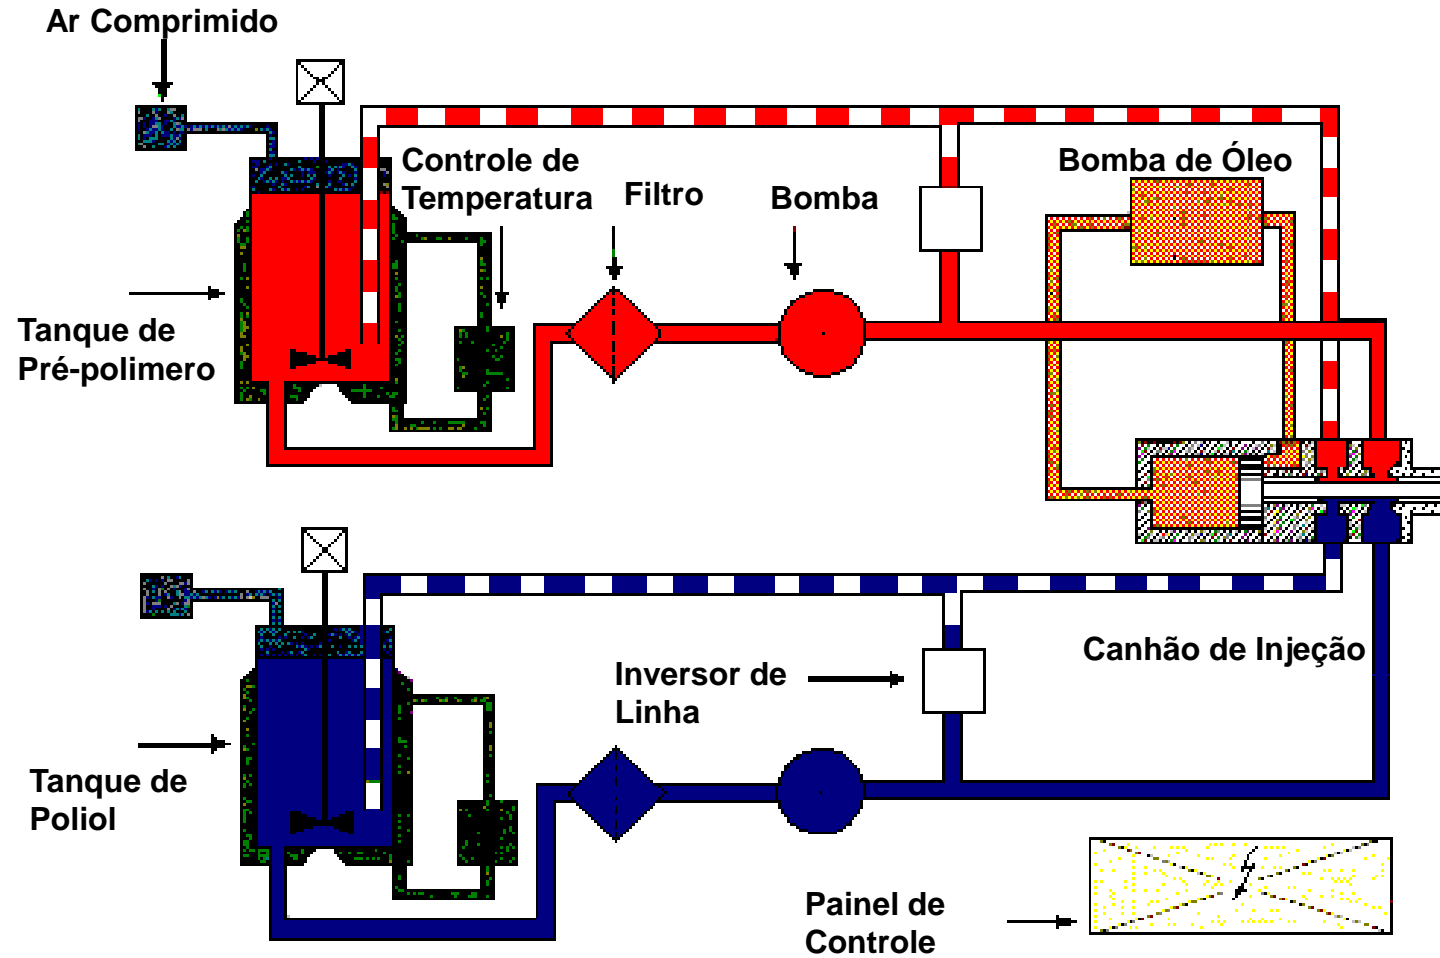 Ar Comprimido
Controle de
Temperatura
Filtro
Bomba
Bomba de Óleo
Tanque de
Pré-polimero
Canhão de Injeção
Inversor de
Linha
Tanque de
Poliol
Painel de
Controle